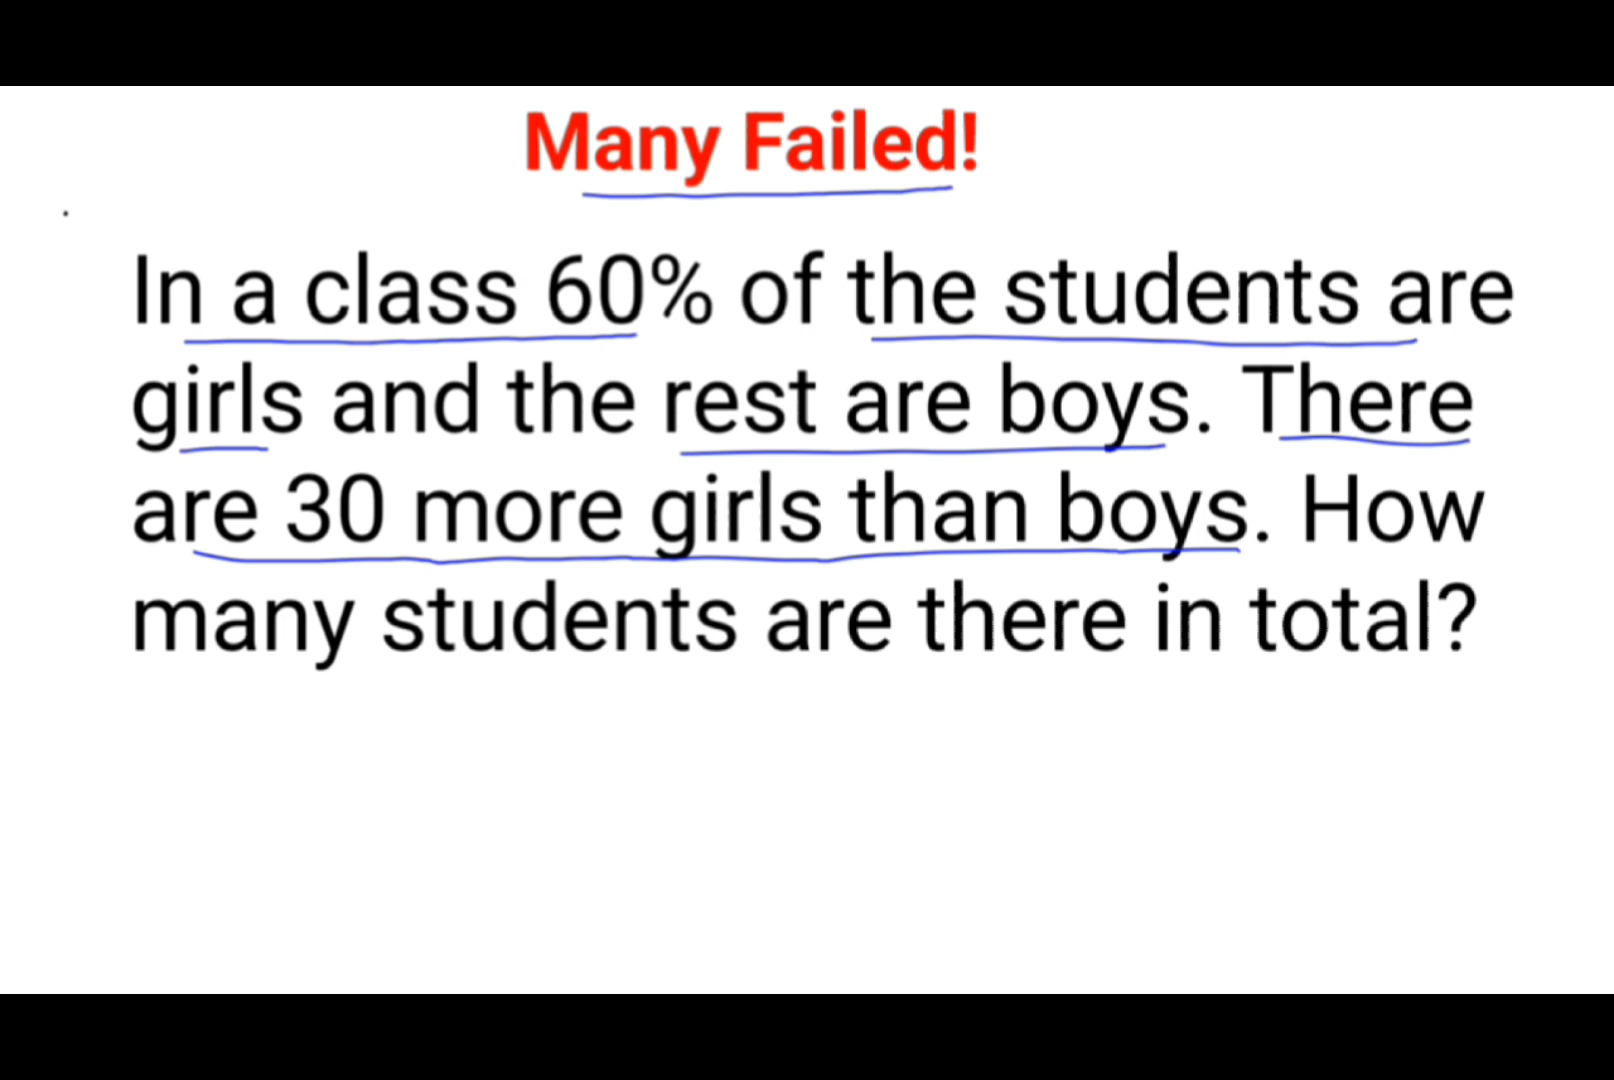 Many Failed!
In a class 60% of the students are
girls and the rest are boys. There
are 30 more girls than boys. How
many students are there in total?